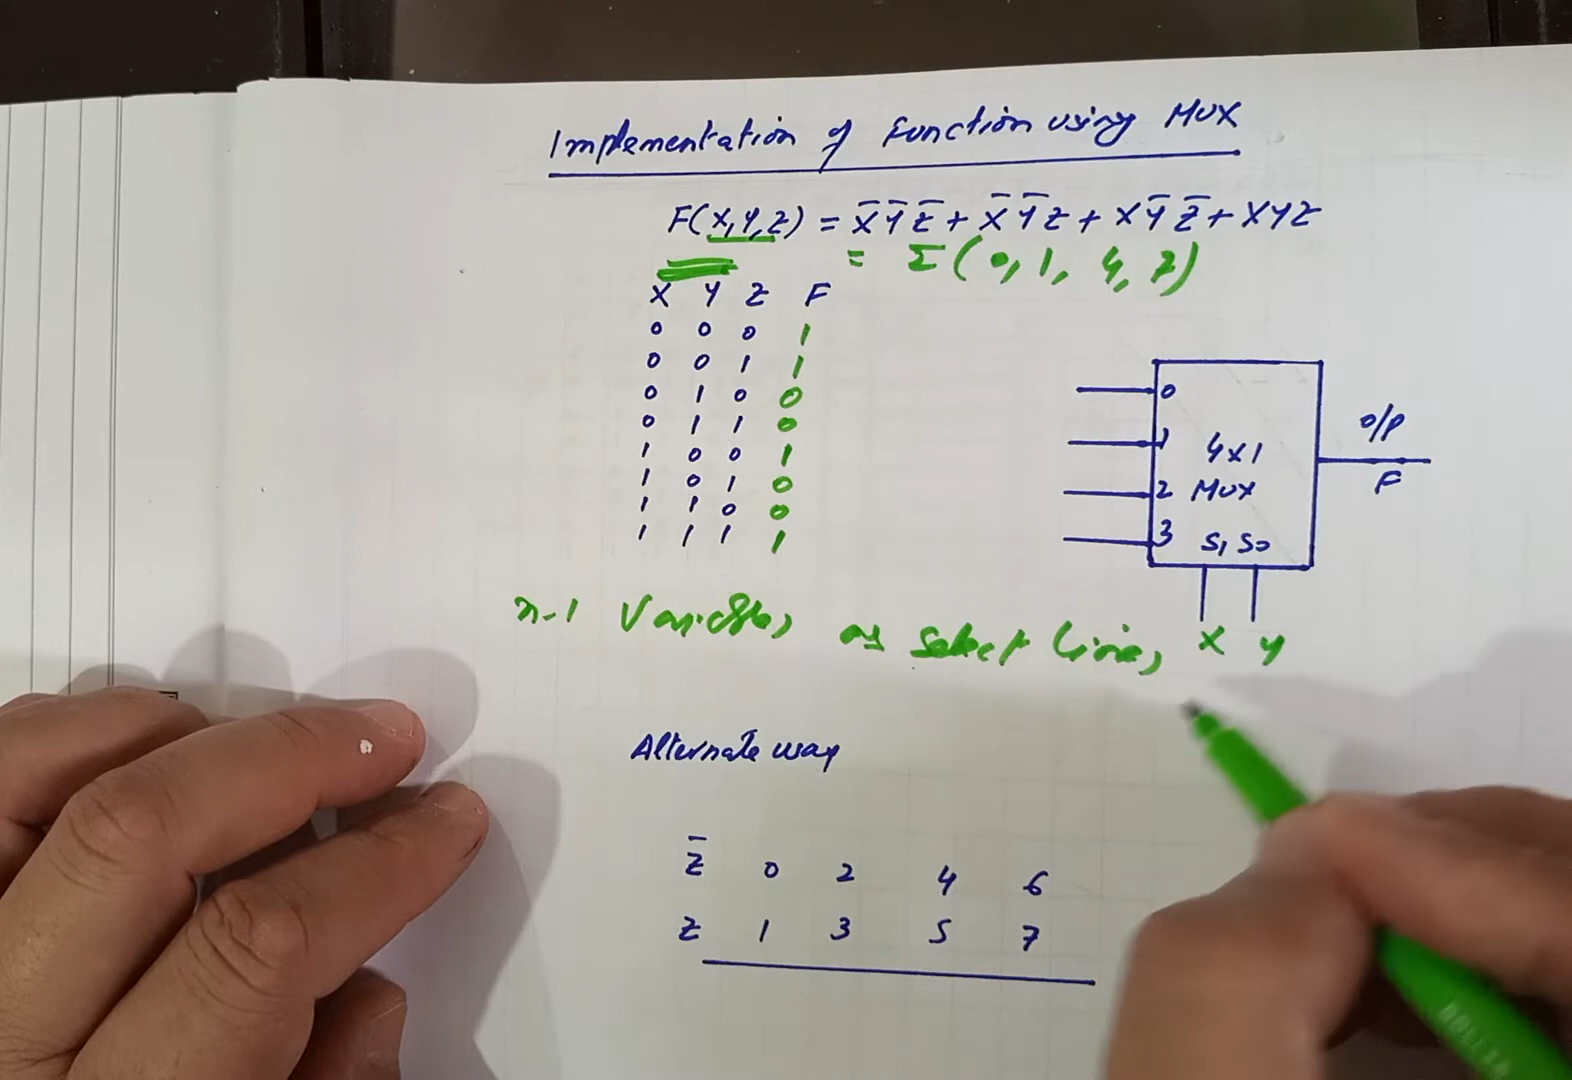 Implementation of Function using MUX
F(X,Y,Z) = X̅ Y̅ Z̅ + X̅ Y̅ Z + X Y̅ Z̅ + XYZ
= Σ(0, 1, 4, 7)
X Y Z F
0 0 0 1
0 0 1 1
0 1 0 0
0 1 1 0
1 0 0 1
1 0 1 0
1 1 0 0
1 1 1 1
0
1
2
3
4x1
MUX
S1 S0
O/P
F
X Y
n-1 Variables as select lines
Alternate way
Z̅ 0 2 4 6
Z 1 3 5 7